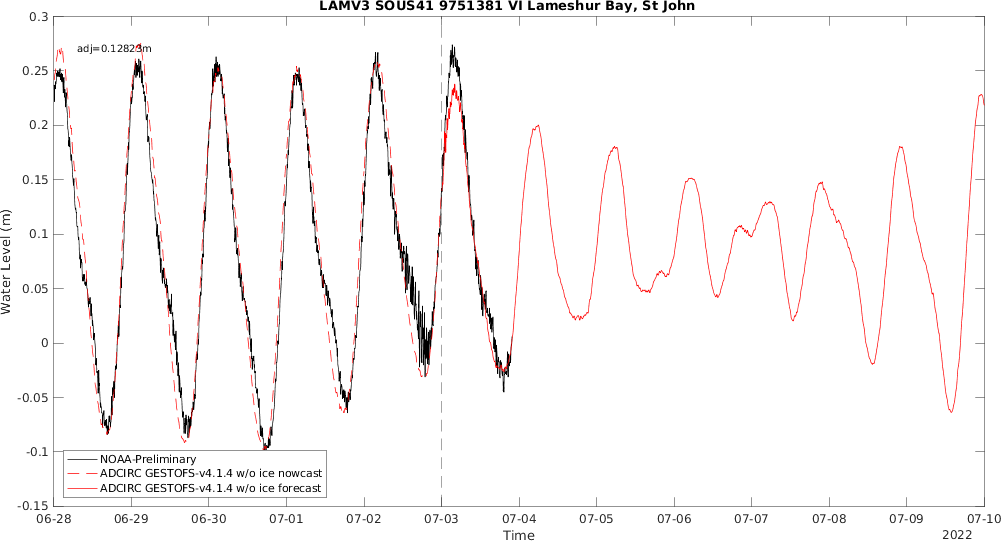 LAMV3 SOUS41 9751381 VI Lameshur Bay, St John
0.3
0.25
0.2
0.15
0.1
0.05
0
-0.05
-0.1
-0.15
Water Level (m)
NOAA-Preliminary
ADCIRC GESTOFS-v4.1.4 w/o ice nowcast
ADCIRC GESTOFS-v4.1.4 w/o ice forecast
06-28 06-29 06-30 07-01 07-02 07-03 07-04 07-05 07-06 07-07 07-08 07-09 07-10
Time
2022